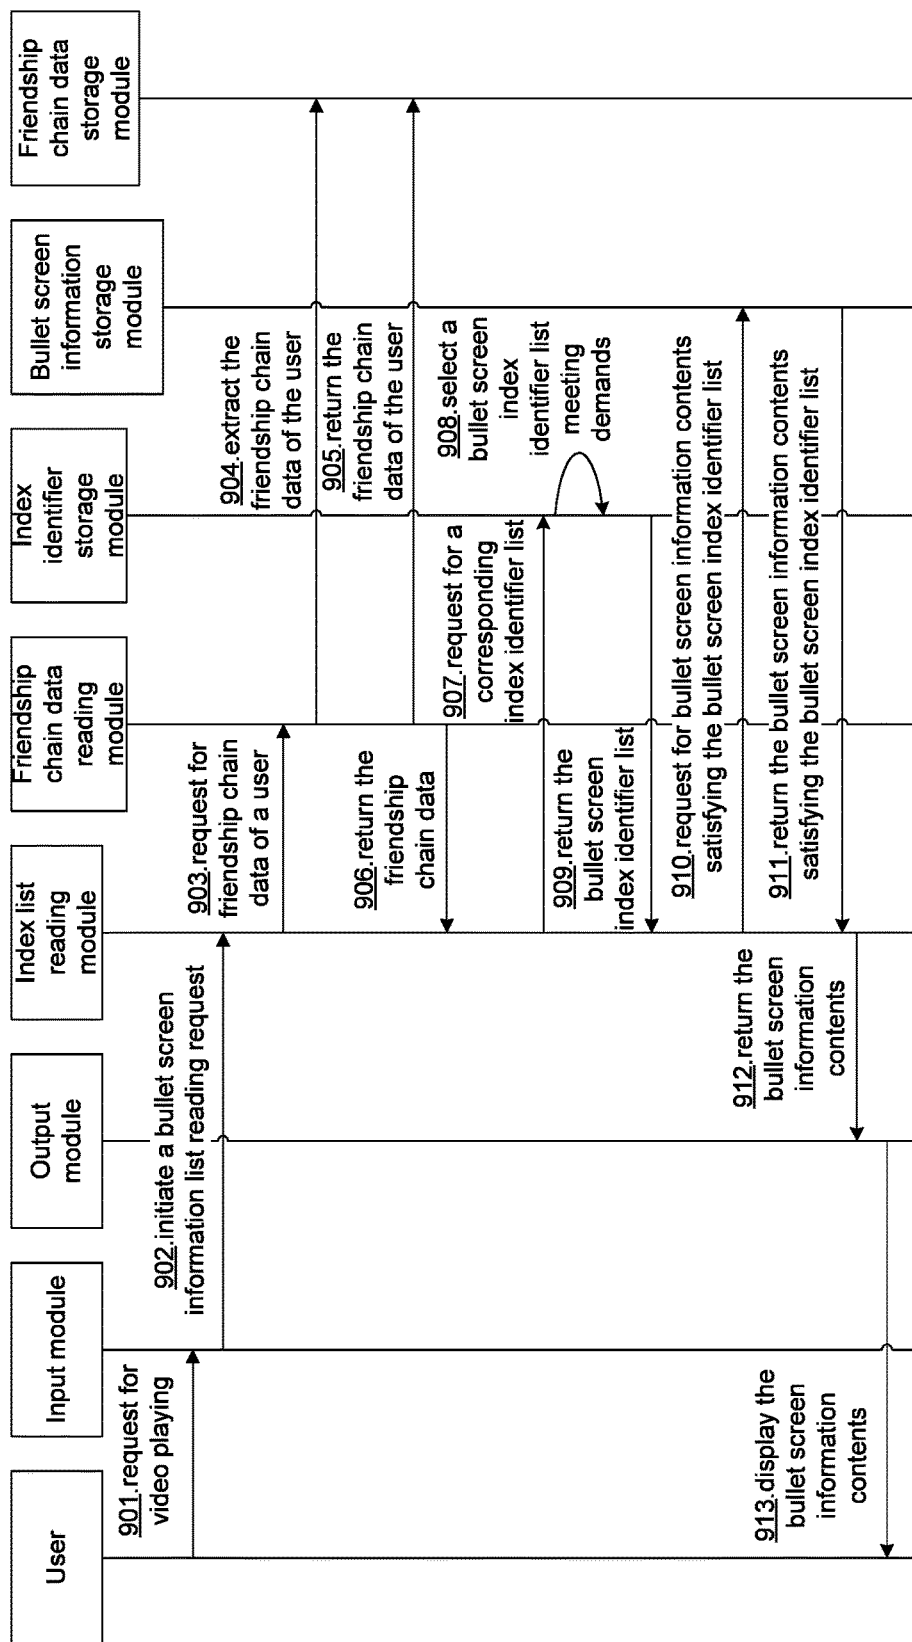 User
Input module
Output
module
Index list
reading
module
Friendship
chain data
reading
module
Index
identifier
storage
module
Bullet screen
information
storage
module
Friendship
chain data
storage
module
901.request for
video playing
902.initiate a bullet screen
information list reading request
903.request for
friendship chain
data of a user
904.extract the
friendship chain
data of the user
905.return the
friendship chain
data of the user
906.return the
friendship
chain data
907.request for a
corresponding
index identifier list
908.select a
bullet screen
index
identifier list
meeting
demands
909.return the
bullet screen
index identifier list
910.request for bullet screen information contents
satisfying the bullet screen index identifier list
911.return the bullet screen information contents
satisfying the bullet screen index identifier list
912.return the
bullet screen
information
contents
913.display the
bullet screen
information
contents